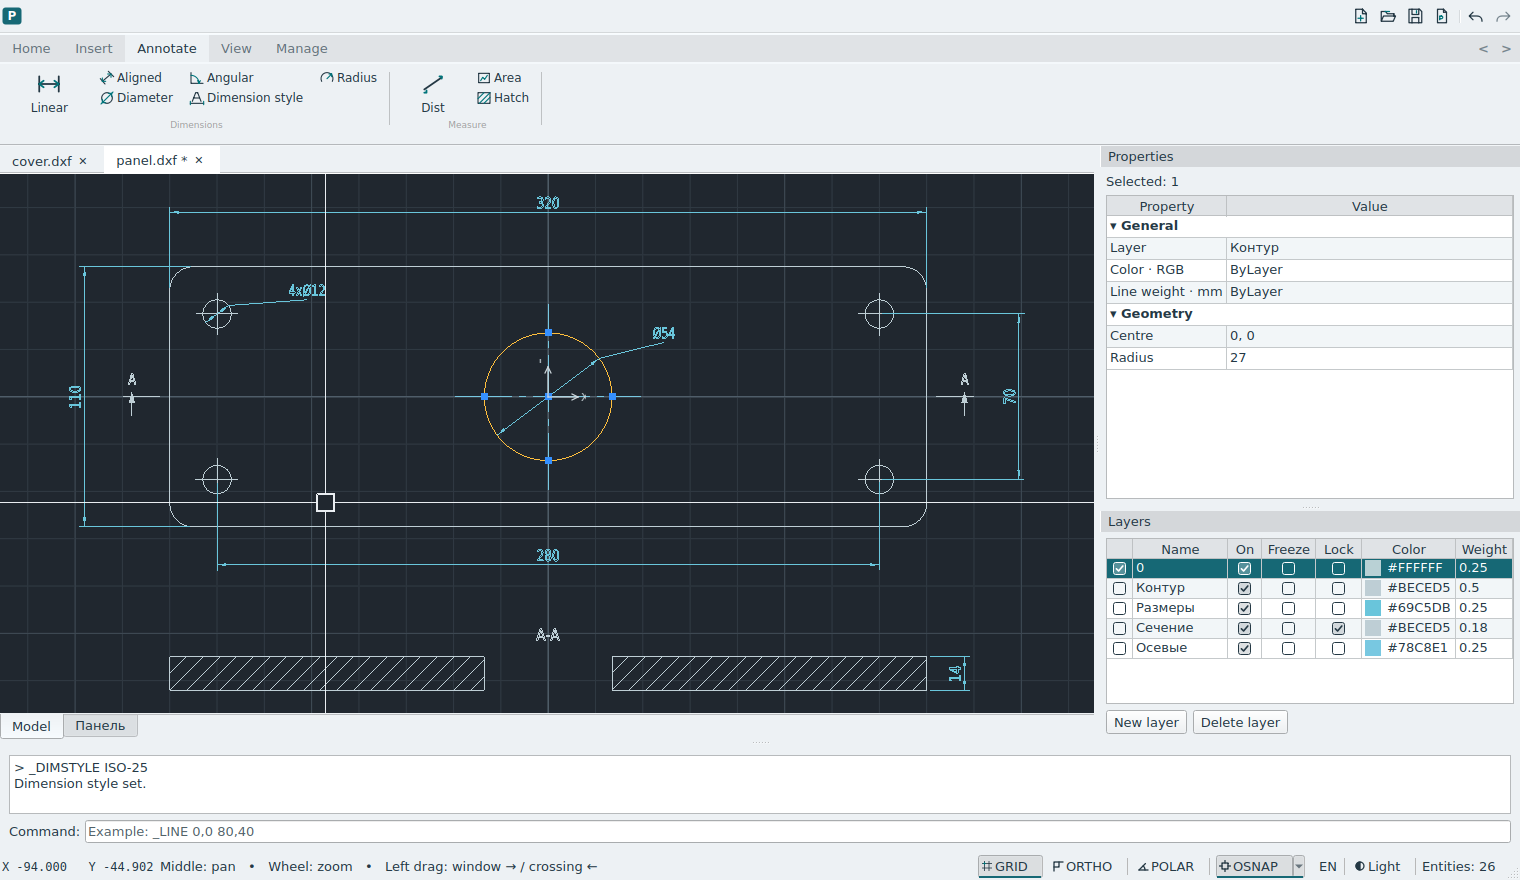 P
Home Insert Annotate View Manage < >
Linear
Aligned
Diameter
Angular
Dimension style
Radius
Dimensions
Dist
Area
Hatch
Measure
cover.dxf ×
panel.dxf * ×
320
4xØ12
Ø54
A
A
110
70
280
A-A
14
Model Панель
Properties
Selected: 1
Property Value
▾ General
Layer Контур
Color · RGB ByLayer
Line weight · mm ByLayer
▾ Geometry
Centre 0, 0
Radius 27
Layers
Name On Freeze Lock Color Weight
0 #FFFFFF 0.25
Контур #BECED5 0.5
Размеры #69C5DB 0.25
Сечение #BECED5 0.18
Осевые #78C8E1 0.25
New layer Delete layer
> _DIMSTYLE ISO-25
Dimension style set.
Command: Example: _LINE 0,0 80,40
X -94.000 Y -44.902 Middle: pan • Wheel: zoom • Left drag: window → / crossing ← GRID ORTHO POLAR OSNAP EN Light Entities: 26